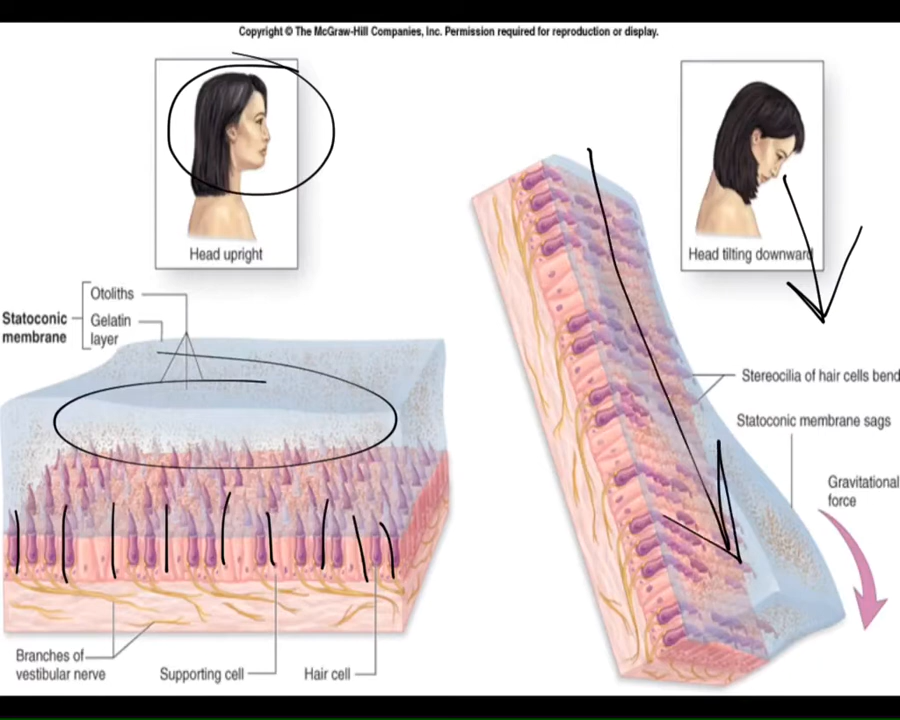 Copyright © The McGraw-Hill Companies, Inc. Permission required for reproduction or display.
Head upright
Head tilting downward
Otoliths
Statoconic
membrane
Gelatin
layer
Stereocilia of hair cells bend
Statoconic membrane sags
Gravitational
force
Branches of
vestibular nerve
Supporting cell
Hair cell